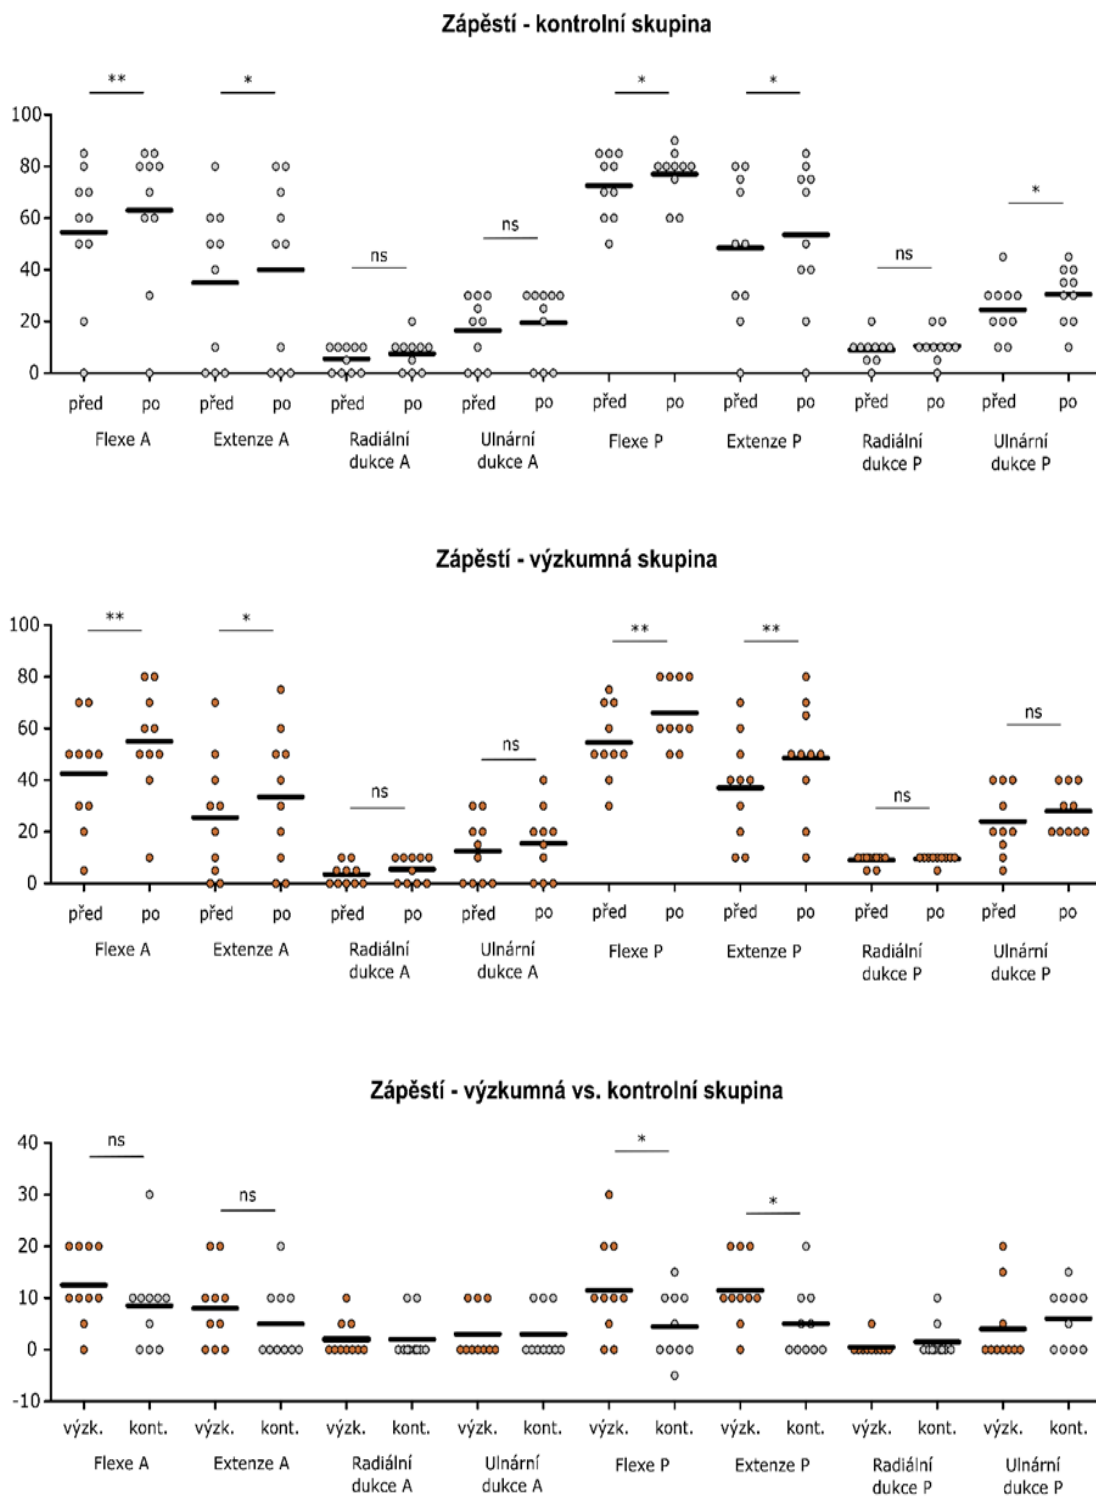 Zápěstí - kontrolní skupina
** * ns ns * * ns *
100
80
60
40
20
0
před po před po před po před po před po před po před po před po
Flexe A Extenze A Radiální dukce A Ulnární dukce A Flexe P Extenze P Radiální dukce P Ulnární dukce P
Zápěstí - výzkumná skupina
** * ns ns ** ** ns ns
100
80
60
40
20
0
před po před po před po před po před po před po před po před po
Flexe A Extenze A Radiální dukce A Ulnární dukce A Flexe P Extenze P Radiální dukce P Ulnární dukce P
Zápěstí - výzkumná vs. kontrolní skupina
ns ns * *
40
30
20
10
0
-10
výzk. kont. výzk. kont. výzk. kont. výzk. kont. výzk. kont. výzk. kont. výzk. kont. výzk. kont.
Flexe A Extenze A Radiální dukce A Ulnární dukce A Flexe P Extenze P Radiální dukce P Ulnární dukce P